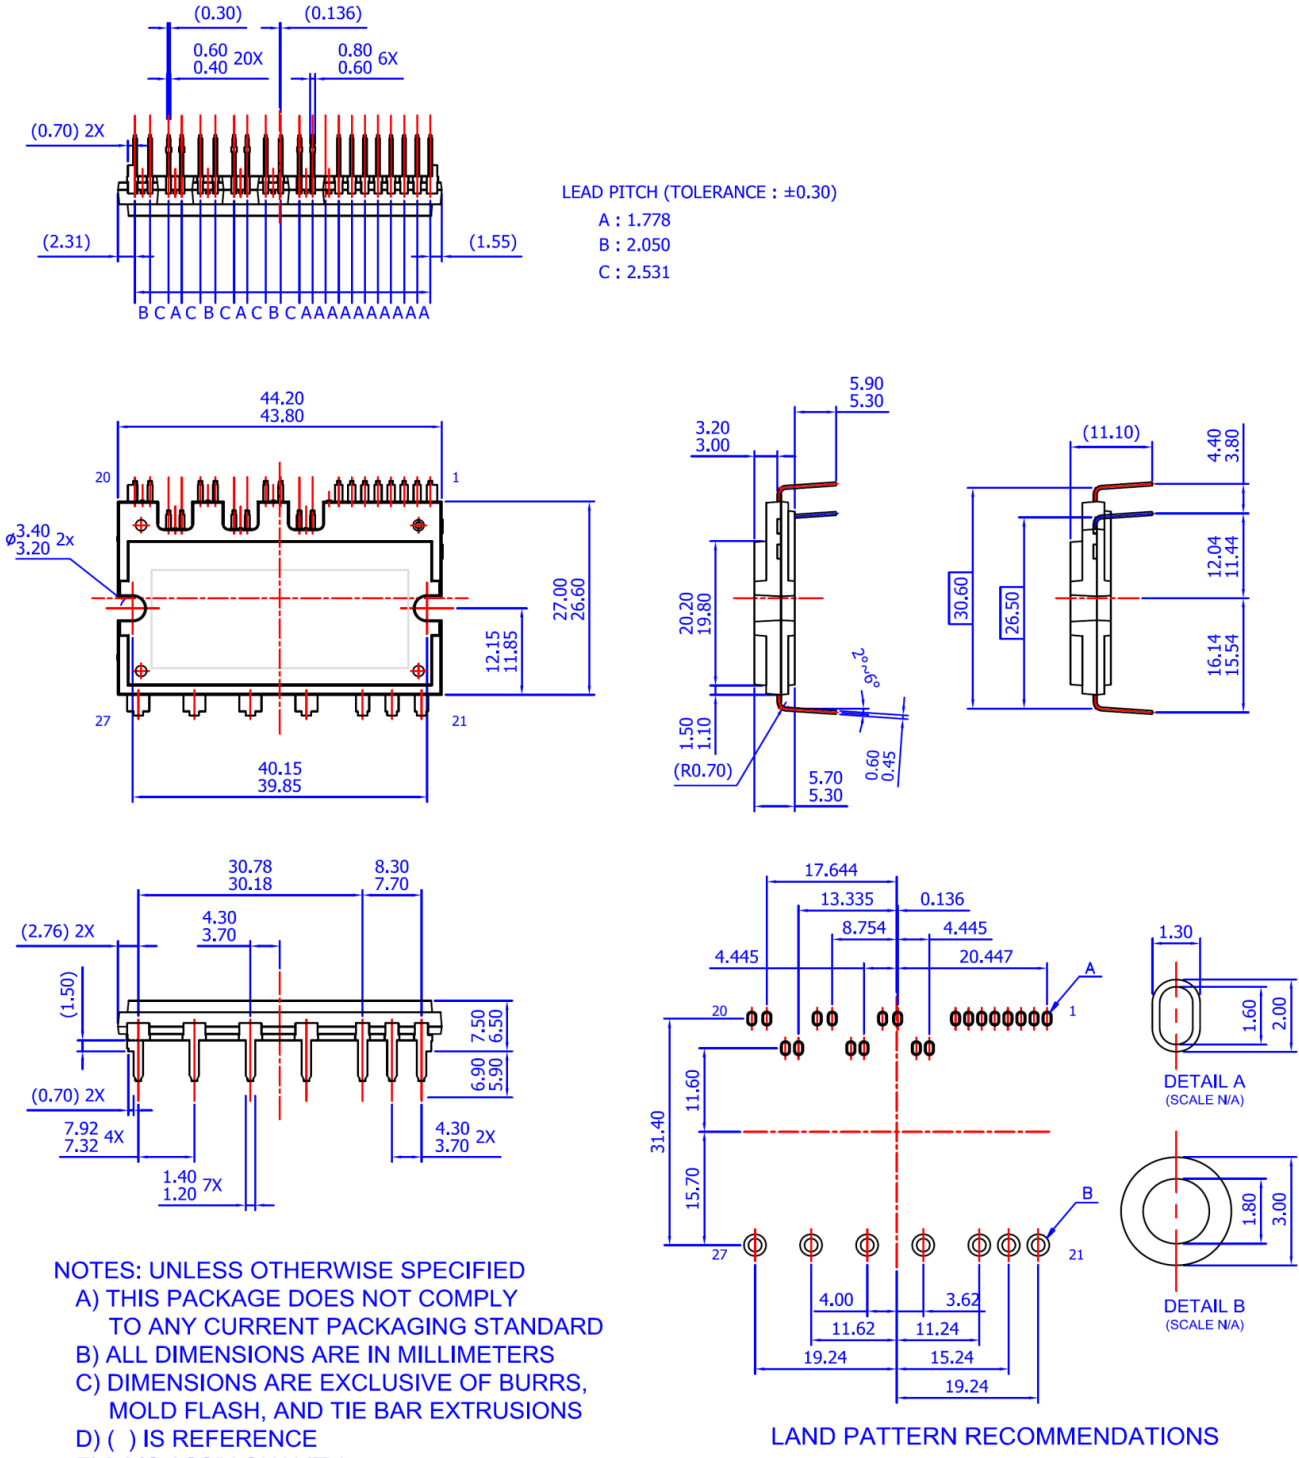 (0.30)
(0.136)
0.60
0.40 20X
0.80
0.60 6X
(0.70) 2X
(2.31)
(1.55)
B C A C B C A C B C A A A A A A A A A A
LEAD PITCH (TOLERANCE : ±0.30)
A : 1.778
B : 2.050
C : 2.531
44.20
43.80
20
1
ø3.40
3.20 2x
27.00
26.60
12.15
11.85
27
21
40.15
39.85
5.90
5.30
3.20
3.00
20.20
19.80
2°~9°
1.50
1.10
(R0.70)
0.60
0.45
5.70
5.30
(11.10)
4.40
3.80
30.60
26.50
12.04
11.44
16.14
15.54
30.78
30.18
8.30
7.70
4.30
3.70
(2.76) 2X
(1.50)
7.50
6.50
6.90
5.90
(0.70) 2X
7.92
7.32 4X
4.30
3.70 2X
1.40
1.20 7X
17.644
13.335
0.136
8.754
4.445
4.445
20.447
A
20
1
11.60
31.40
15.70
B
27
21
4.00
3.62
11.62
11.24
19.24
15.24
19.24
1.30
1.60
2.00
DETAIL A
(SCALE N/A)
1.80
3.00
DETAIL B
(SCALE N/A)
LAND PATTERN RECOMMENDATIONS
NOTES: UNLESS OTHERWISE SPECIFIED
A) THIS PACKAGE DOES NOT COMPLY
TO ANY CURRENT PACKAGING STANDARD
B) ALL DIMENSIONS ARE IN MILLIMETERS
C) DIMENSIONS ARE EXCLUSIVE OF BURRS,
MOLD FLASH, AND TIE BAR EXTRUSIONS
D) ( ) IS REFERENCE